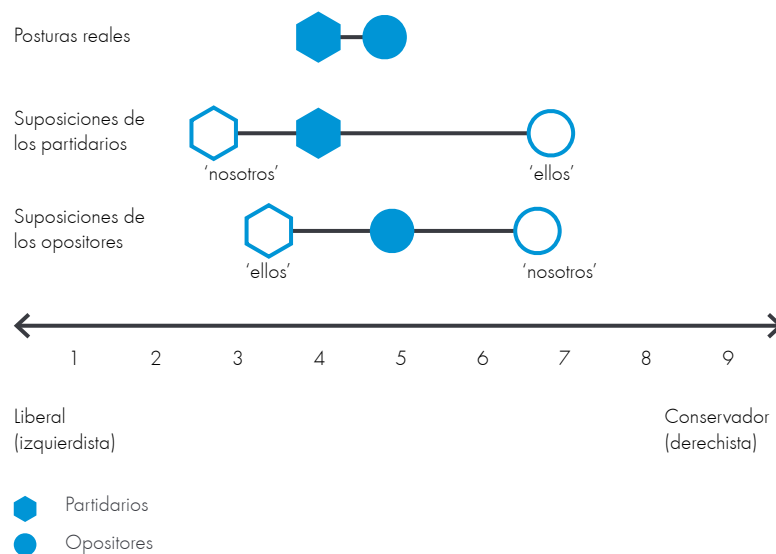 Posturas reales
Suposiciones de
los partidarios
‘nosotros’
‘ellos’
Suposiciones de
los opositores
‘ellos’
‘nosotros’
1 2 3 4 5 6 7 8 9
Liberal
(izquierdista)
Conservador
(derechista)
Partidarios
Opositores